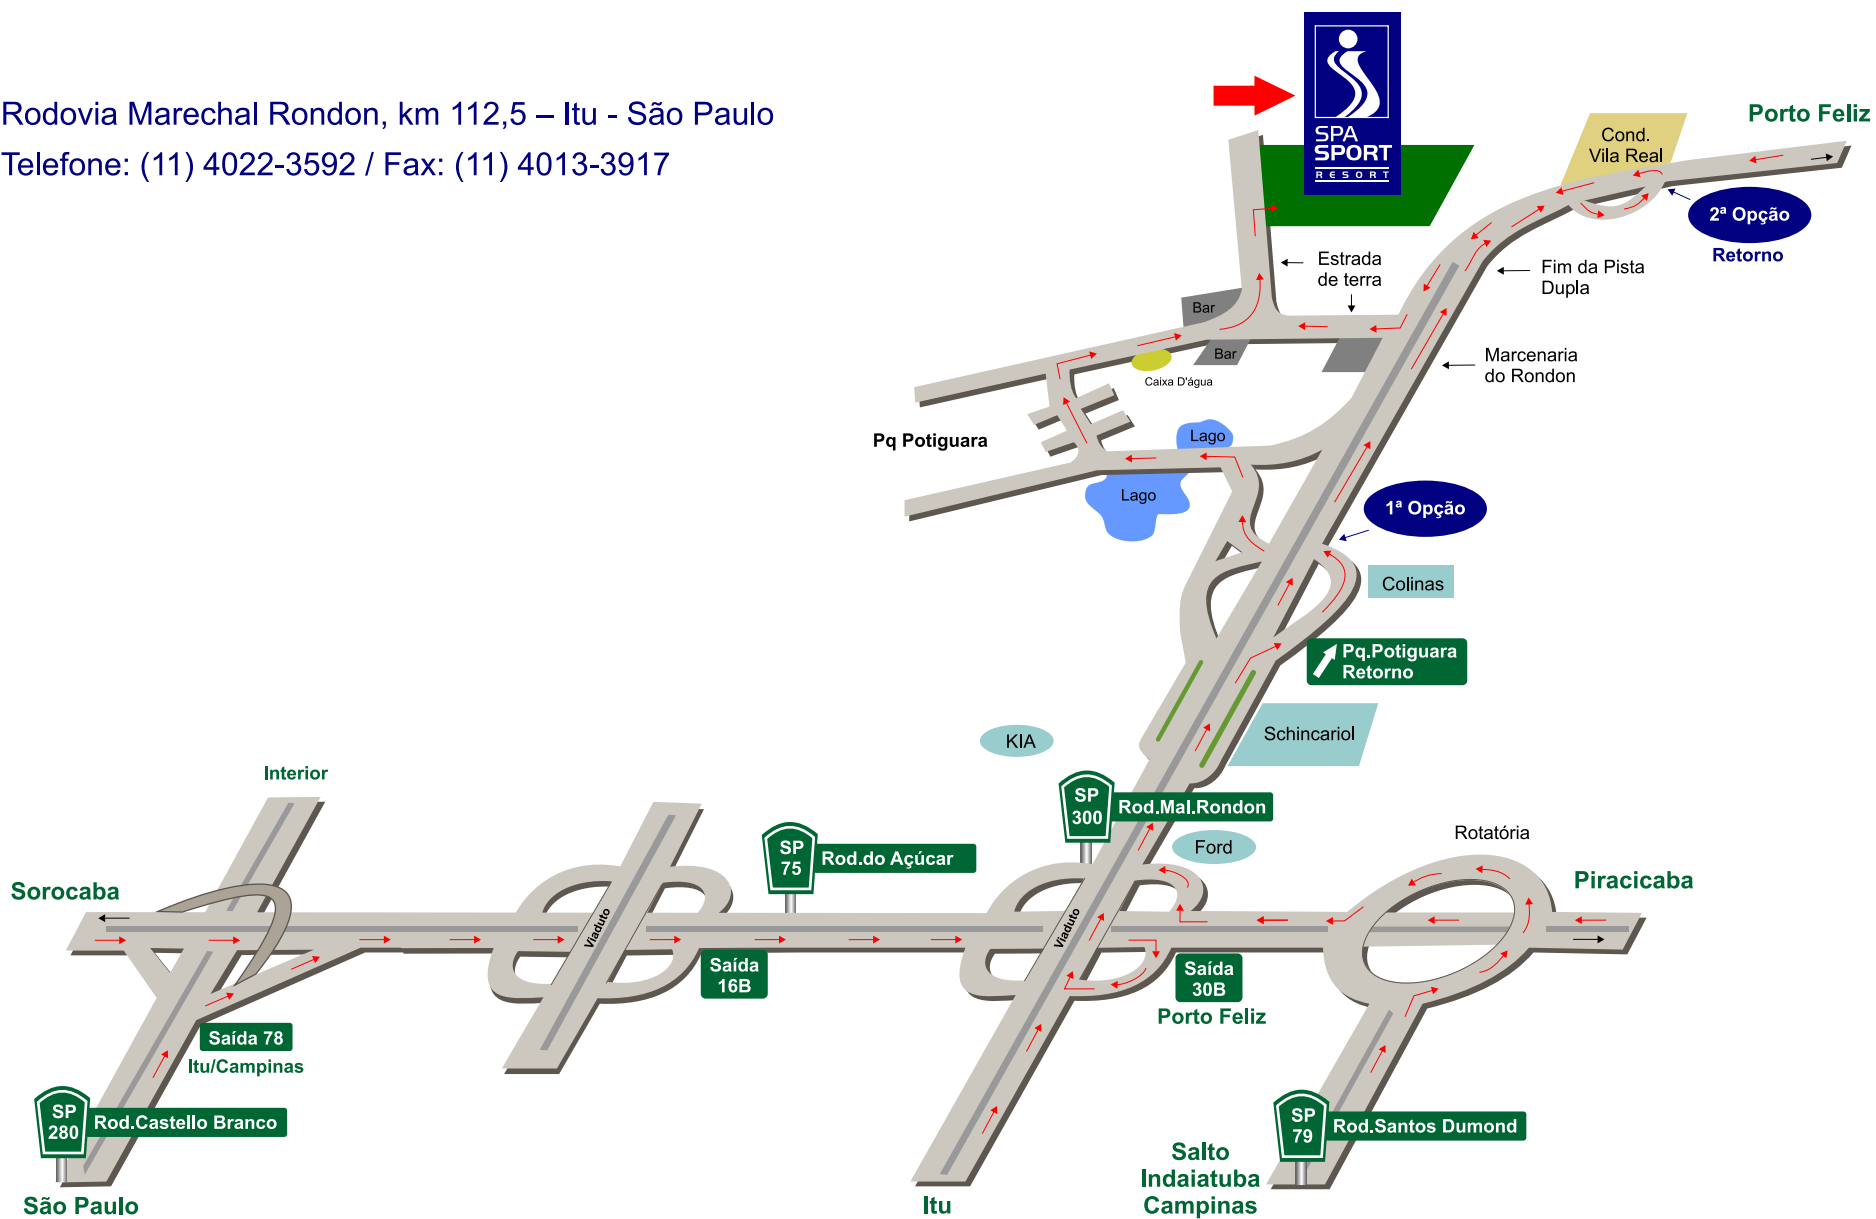 Rodovia Marechal Rondon, km 112,5 – Itu - São Paulo
Telefone: (11) 4022-3592 / Fax: (11) 4013-3917
SPA
SPORT
RESORT
Porto Feliz
Cond.
Vila Real
2ª Opção
Retorno
Estrada
de terra
Fim da Pista
Dupla
Bar
Bar
Caixa D'água
Marcenaria
do Rondon
Pq Potiguara
Lago
Lago
1ª Opção
Colinas
Pq.Potiguara
Retorno
Schincariol
KIA
Interior
SP
300
Rod.Mal.Rondon
SP
75
Rod.do Açúcar
Ford
Rotatória
Sorocaba
Piracicaba
Viaduto
Viaduto
Saída
16B
Saída
30B
Porto Feliz
Saída 78
Itu/Campinas
SP
280
Rod.Castello Branco
SP
79
Rod.Santos Dumond
São Paulo
Itu
Salto
Indaiatuba
Campinas